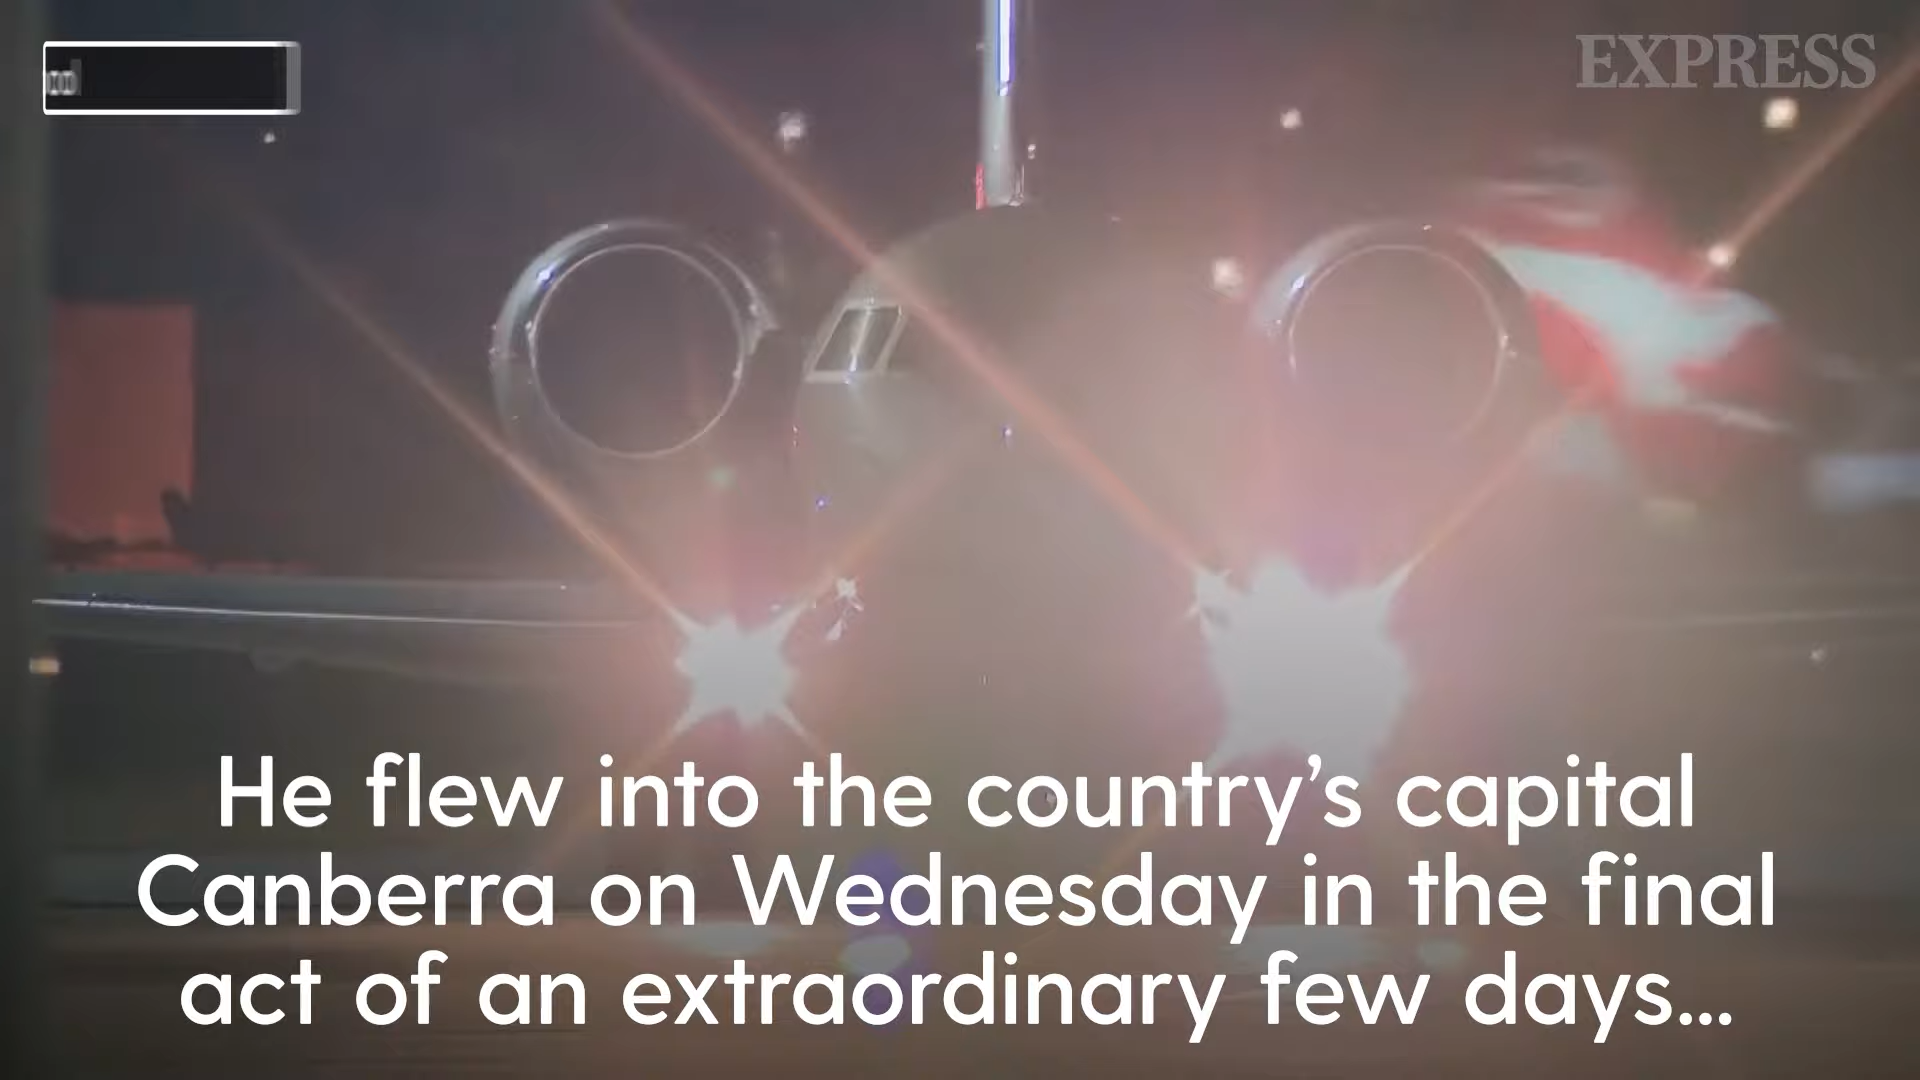 EXPRESS
He flew into the country’s capital
Canberra on Wednesday in the final
act of an extraordinary few days...